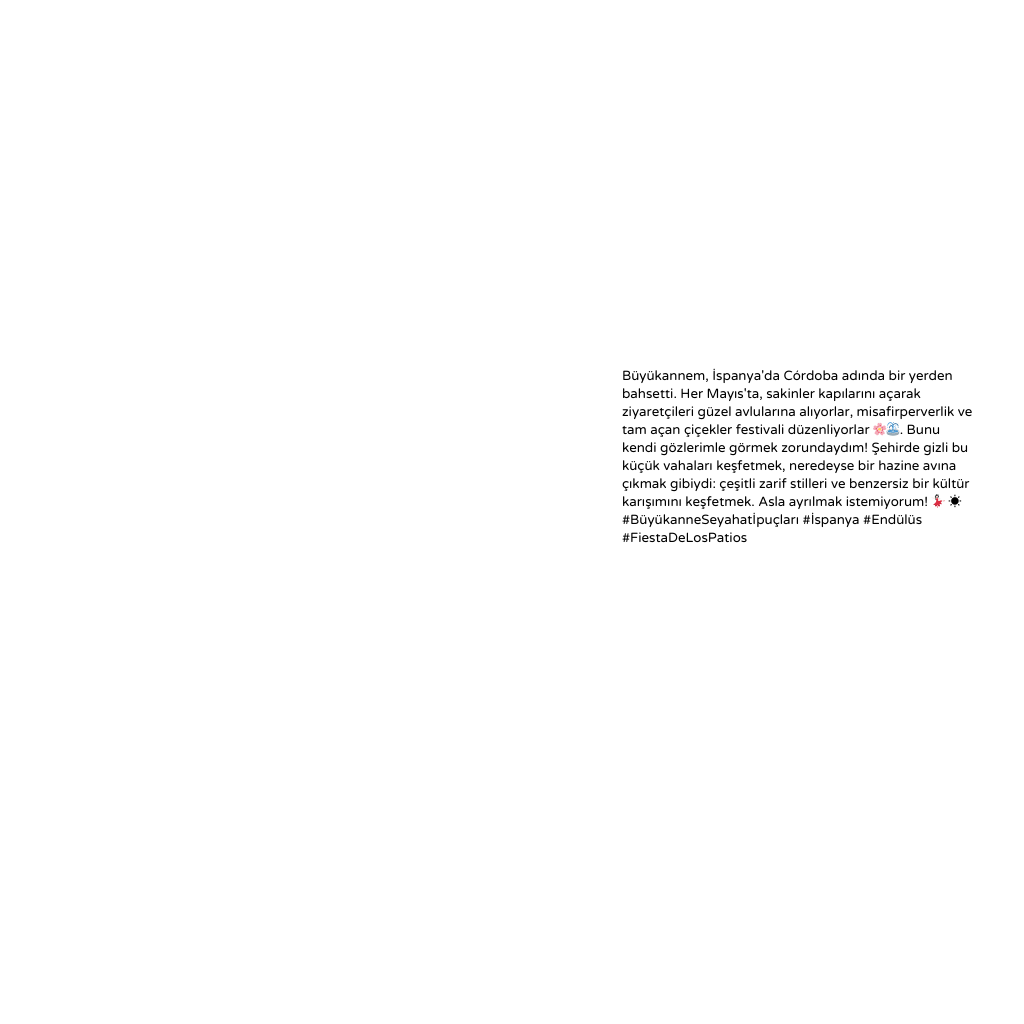 Büyükannem, İspanya'da Córdoba adında bir yerden
bahsetti. Her Mayıs'ta, sakinler kapılarını açarak
ziyaretçileri güzel avlularına alıyorlar, misafirperverlik ve
tam açan çiçekler festivali düzenliyorlar 🌸⛲. Bunu
kendi gözlerimle görmek zorundaydım! Şehirde gizli bu
küçük vahaları keşfetmek, neredeyse bir hazine avına
çıkmak gibiydi: çeşitli zarif stilleri ve benzersiz bir kültür
karışımını keşfetmek. Asla ayrılmak istemiyorum! 💃☀
#BüyükanneSeyahatİpuçları #İspanya #Endülüs
#FiestaDeLosPatios